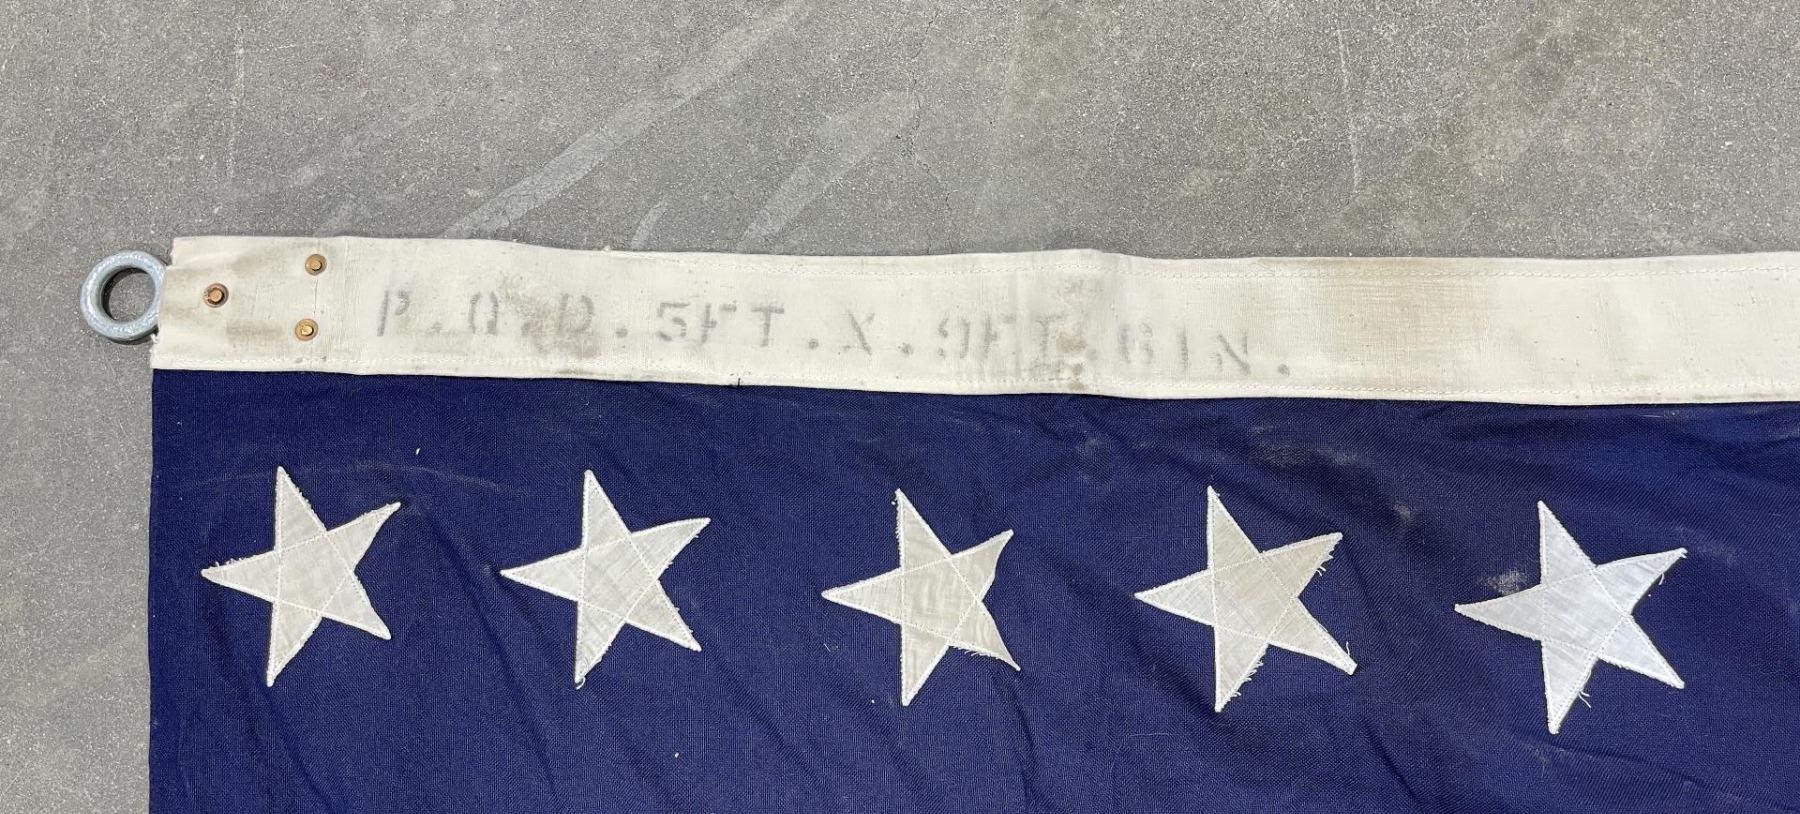 P.O.D. 5FT. X. 9FT. 6IN.